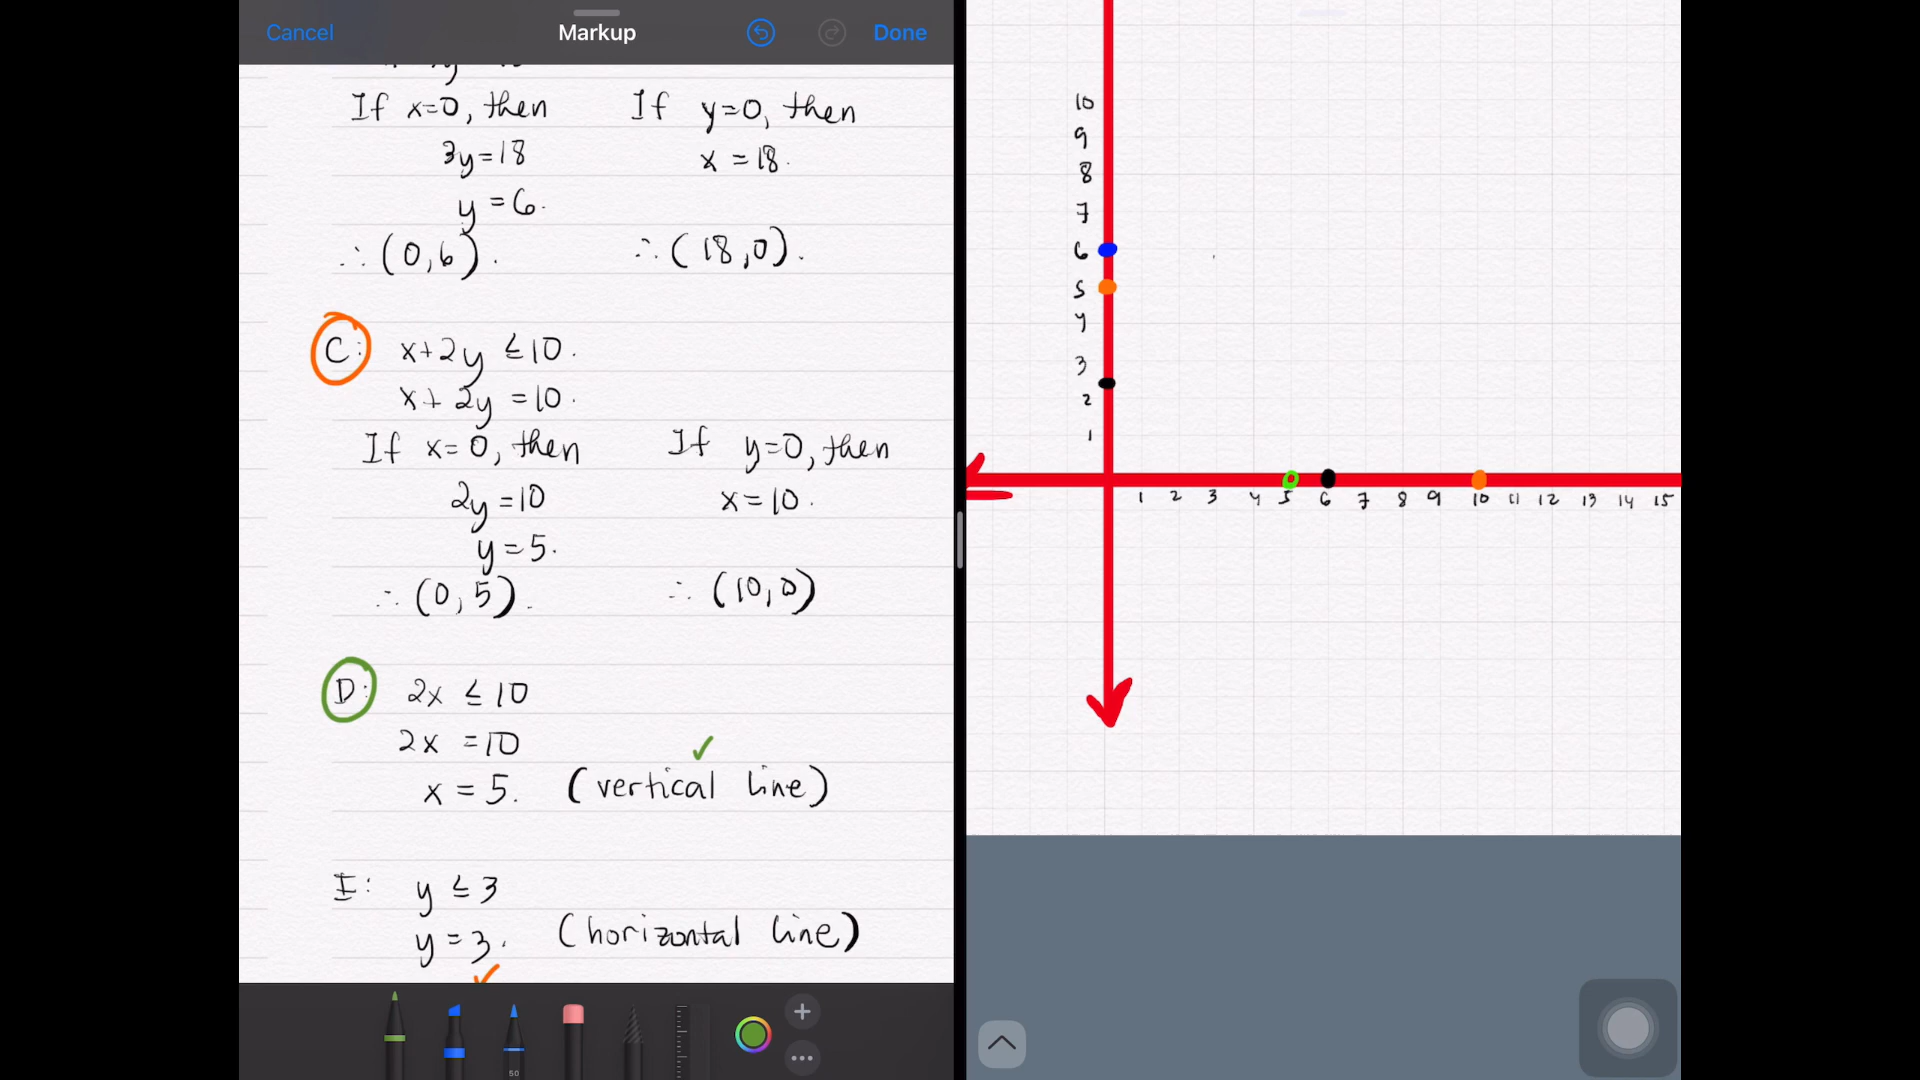 Cancel Markup Done
If x=0, then If y=0, then
3y=18 x = 18.
y = 6.
∴ (0,6). ∴ (18,0).
C: x+2y ≤ 10.
x+2y = 10.
If x=0, then If y=0, then
2y = 10 x = 10.
y = 5.
∴ (0,5). ∴ (10,0)
D: 2x ≤ 10
2x = 10
x = 5. (vertical line)
I: y ≤ 3
y = 3. (horizontal line)
50
10
9
8
7
6
5
4
3
2
1
1 2 3 4 5 6 7 8 9 10 11 12 13 14 15